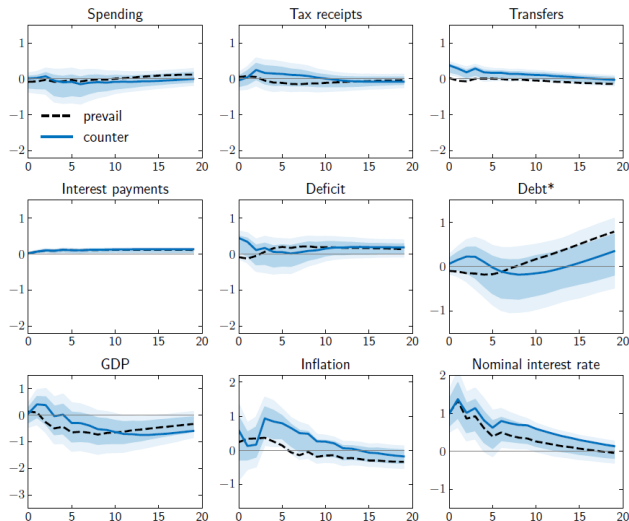 Spending Tax receipts Transfers
1 1 1
0 0 0
−1 −1 −1
−2 −2 −2
prevail
counter
0 5 10 15 20 0 5 10 15 20 0 5 10 15 20
Interest payments Deficit Debt*
1 1 1
0 0 0
−1 −1 −1
−2 −2
0 5 10 15 20 0 5 10 15 20 0 5 10 15 20
GDP Inflation Nominal interest rate
1 2 2
0 1 1
−1 0 0
−2 −1 −1
−3
0 5 10 15 20 0 5 10 15 20 0 5 10 15 20